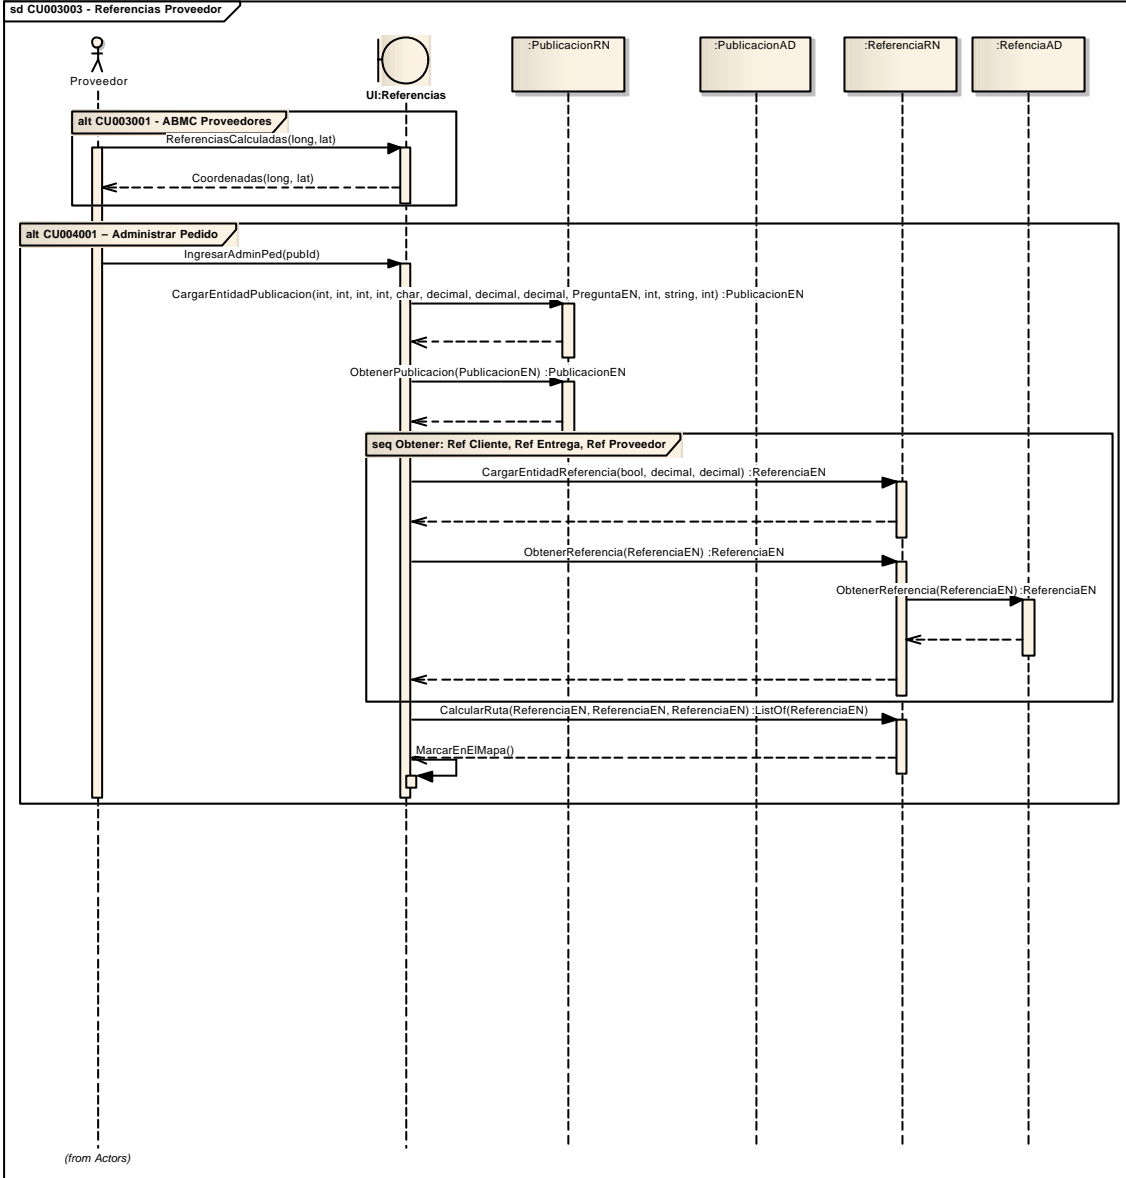 sd CU003003 - Referencias Proveedor
Proveedor
UI:Referencias
:PublicacionRN
:PublicacionAD
:ReferenciaRN
:RefenciaAD
alt CU003001 - ABMC Proveedores
ReferenciasCalculadas(long, lat)
Coordenadas(long, lat)
alt CU004001 – Administrar Pedido
IngresarAdminPed(pubId)
CargarEntidadPublicacion(int, int, int, int, char, decimal, decimal, decimal, PreguntaEN, int, string, int) :PublicacionEN
ObtenerPublicacion(PublicacionEN) :PublicacionEN
seq Obtener: Ref Cliente, Ref Entrega, Ref Proveedor
CargarEntidadReferencia(bool, decimal, decimal) :ReferenciaEN
ObtenerReferencia(ReferenciaEN) :ReferenciaEN
ObtenerReferencia(ReferenciaEN) :ReferenciaEN
CalcularRuta(ReferenciaEN, ReferenciaEN, ReferenciaEN) :ListOf(ReferenciaEN)
MarcarEnElMapa()
(from Actors)